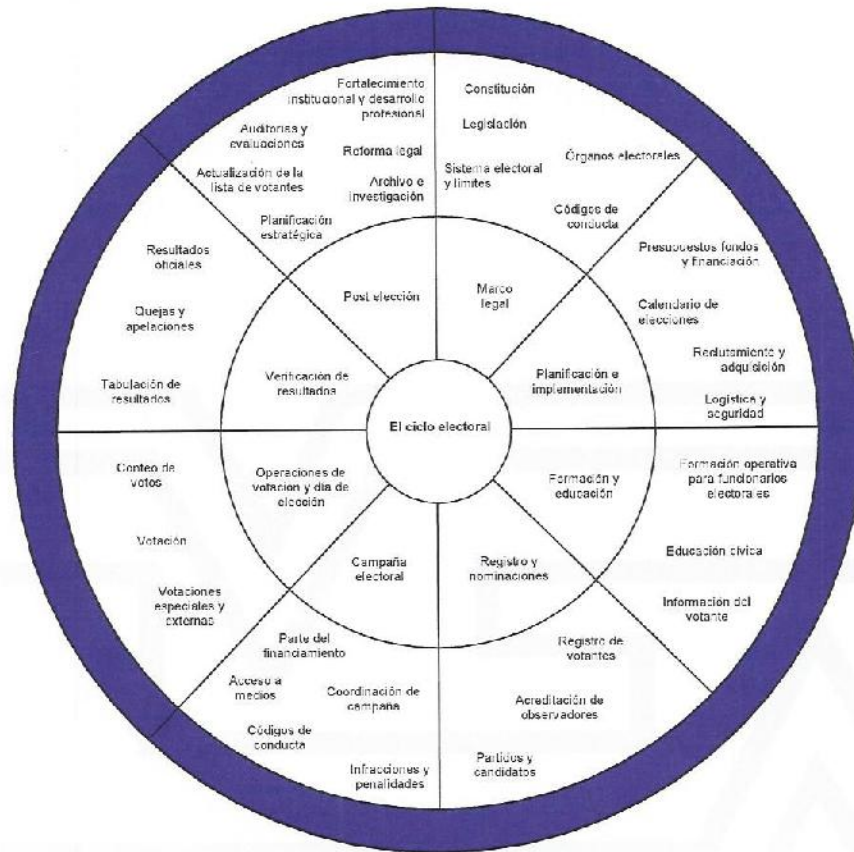 Fortalecimiento
institucional y desarrollo
profesional
Auditorías y
evaluaciones
Reforma legal
Actualización de la
lista de votantes
Archivo e
investigación
Planificación
estratégica
Constitución
Legislación
Sistema electoral
y límites
Órganos electorales
Códigos de
conducta
Presupuestos fondos
y financiación
Calendario de
elecciones
Reclutamiento y
adquisición
Logística y
seguridad
Resultados
oficiales
Quejas y
apelaciones
Tabulación de
resultados
Post elección
Marco
legal
Verificación de
resultados
Planificación e
implementación
El ciclo electoral
Operaciones de
votación y día de
elección
Formación y
educación
Campaña
electoral
Registro y
nominaciones
Conteo de
votos
Votación
Votaciones
especiales y
externas
Formación operativa
para funcionarios
electorales
Educación cívica
Información del
votante
Parte del
financiamiento
Acceso a
medios
Coordinación de
campaña
Códigos de
conducta
Infracciones y
penalidades
Registro de
votantes
Acreditación de
observadores
Partidos y
candidatos